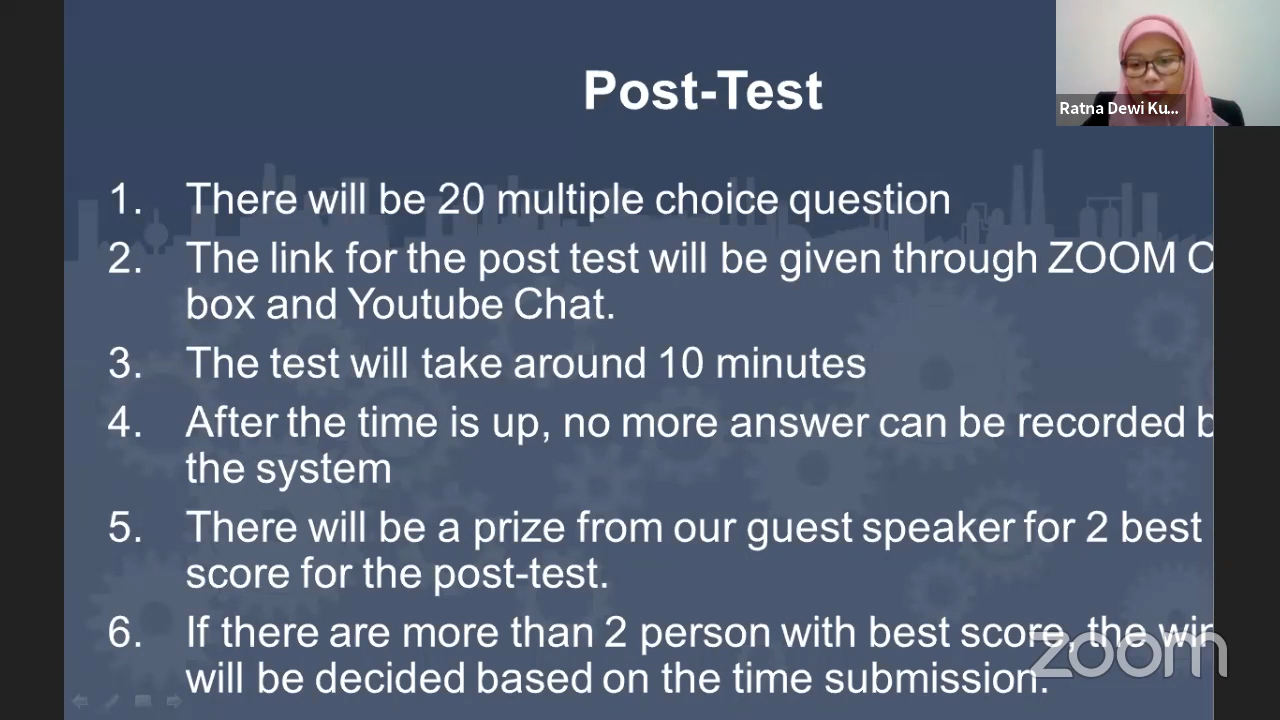 Post-Test
Ratna Dewi Ku...
1. There will be 20 multiple choice question
2. The link for the post test will be given through ZOOM C
box and Youtube Chat.
3. The test will take around 10 minutes
4. After the time is up, no more answer can be recorded b
the system
5. There will be a prize from our guest speaker for 2 best
score for the post-test.
6. If there are more than 2 person with best score, the win
will be decided based on the time submission.
zoom